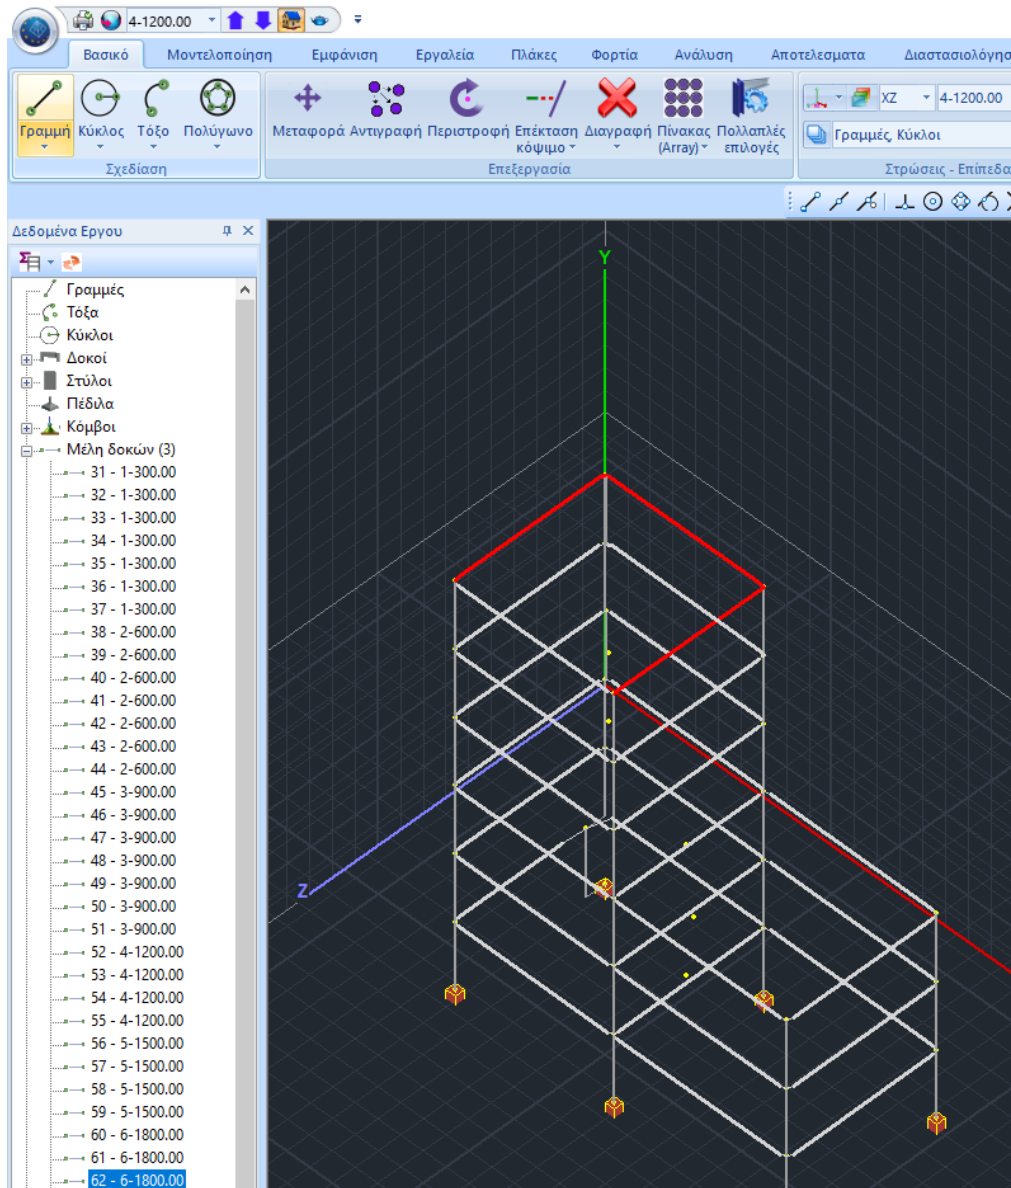 4-1200.00
Βασικό Μοντελοποίηση Εμφάνιση Εργαλεία Πλάκες Φορτία Ανάλυση Αποτελεσματα Διαστασιολόγησ
XZ 4-1200.00
Γραμμή Κύκλος Τόξο Πολύγωνο Μεταφορά Αντιγραφή Περιστροφή Επέκταση Διαγραφή Πίνακας Πολλαπλές
κόψιμο (Array) επιλογές
Γραμμές, Κύκλοι
Σχεδίαση Επεξεργασία Στρώσεις - Επίπεδα
Δεδομένα Εργου
Γραμμές
Τόξα
Κύκλοι
Δοκοί
Στύλοι
Πέδιλα
Κόμβοι
Μέλη δοκών (3)
31 - 1-300.00
32 - 1-300.00
33 - 1-300.00
34 - 1-300.00
35 - 1-300.00
36 - 1-300.00
37 - 1-300.00
38 - 2-600.00
39 - 2-600.00
40 - 2-600.00
41 - 2-600.00
42 - 2-600.00
43 - 2-600.00
44 - 2-600.00
45 - 3-900.00
46 - 3-900.00
47 - 3-900.00
48 - 3-900.00
49 - 3-900.00
50 - 3-900.00
51 - 3-900.00
52 - 4-1200.00
53 - 4-1200.00
54 - 4-1200.00
55 - 4-1200.00
56 - 5-1500.00
57 - 5-1500.00
58 - 5-1500.00
59 - 5-1500.00
60 - 6-1800.00
61 - 6-1800.00
62 - 6-1800.00
Y
Z